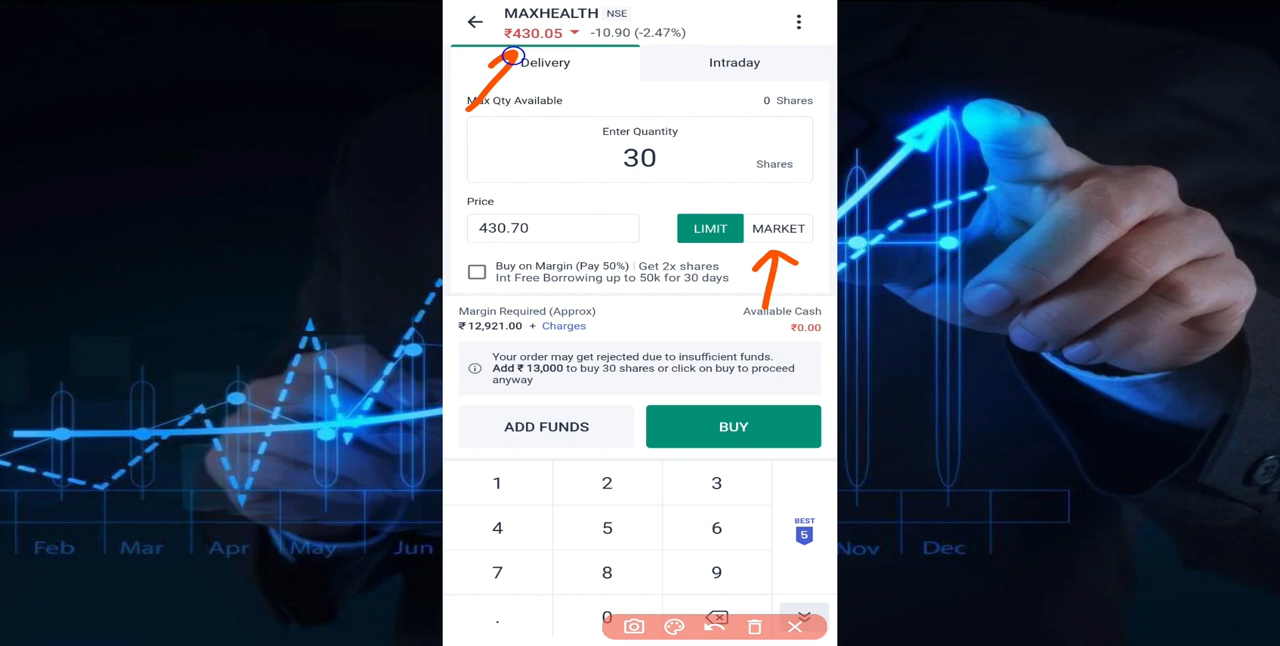 MAXHEALTH NSE
₹430.05 -10.90 (-2.47%)
Delivery Intraday
Max Qty Available 0 Shares
Enter Quantity
30
Shares
Price
430.70 LIMIT MARKET
Buy on Margin (Pay 50%) | Get 2x shares
Int Free Borrowing up to 50k for 30 days
Margin Required (Approx) Available Cash
₹ 12,921.00 + Charges ₹0.00
Your order may get rejected due to insufficient funds.
Add ₹ 13,000 to buy 30 shares or click on buy to proceed
anyway
ADD FUNDS BUY
1 2 3
4 5 6 BEST
5
7 8 9
. 0
Feb Mar Apr May Jun Nov Dec